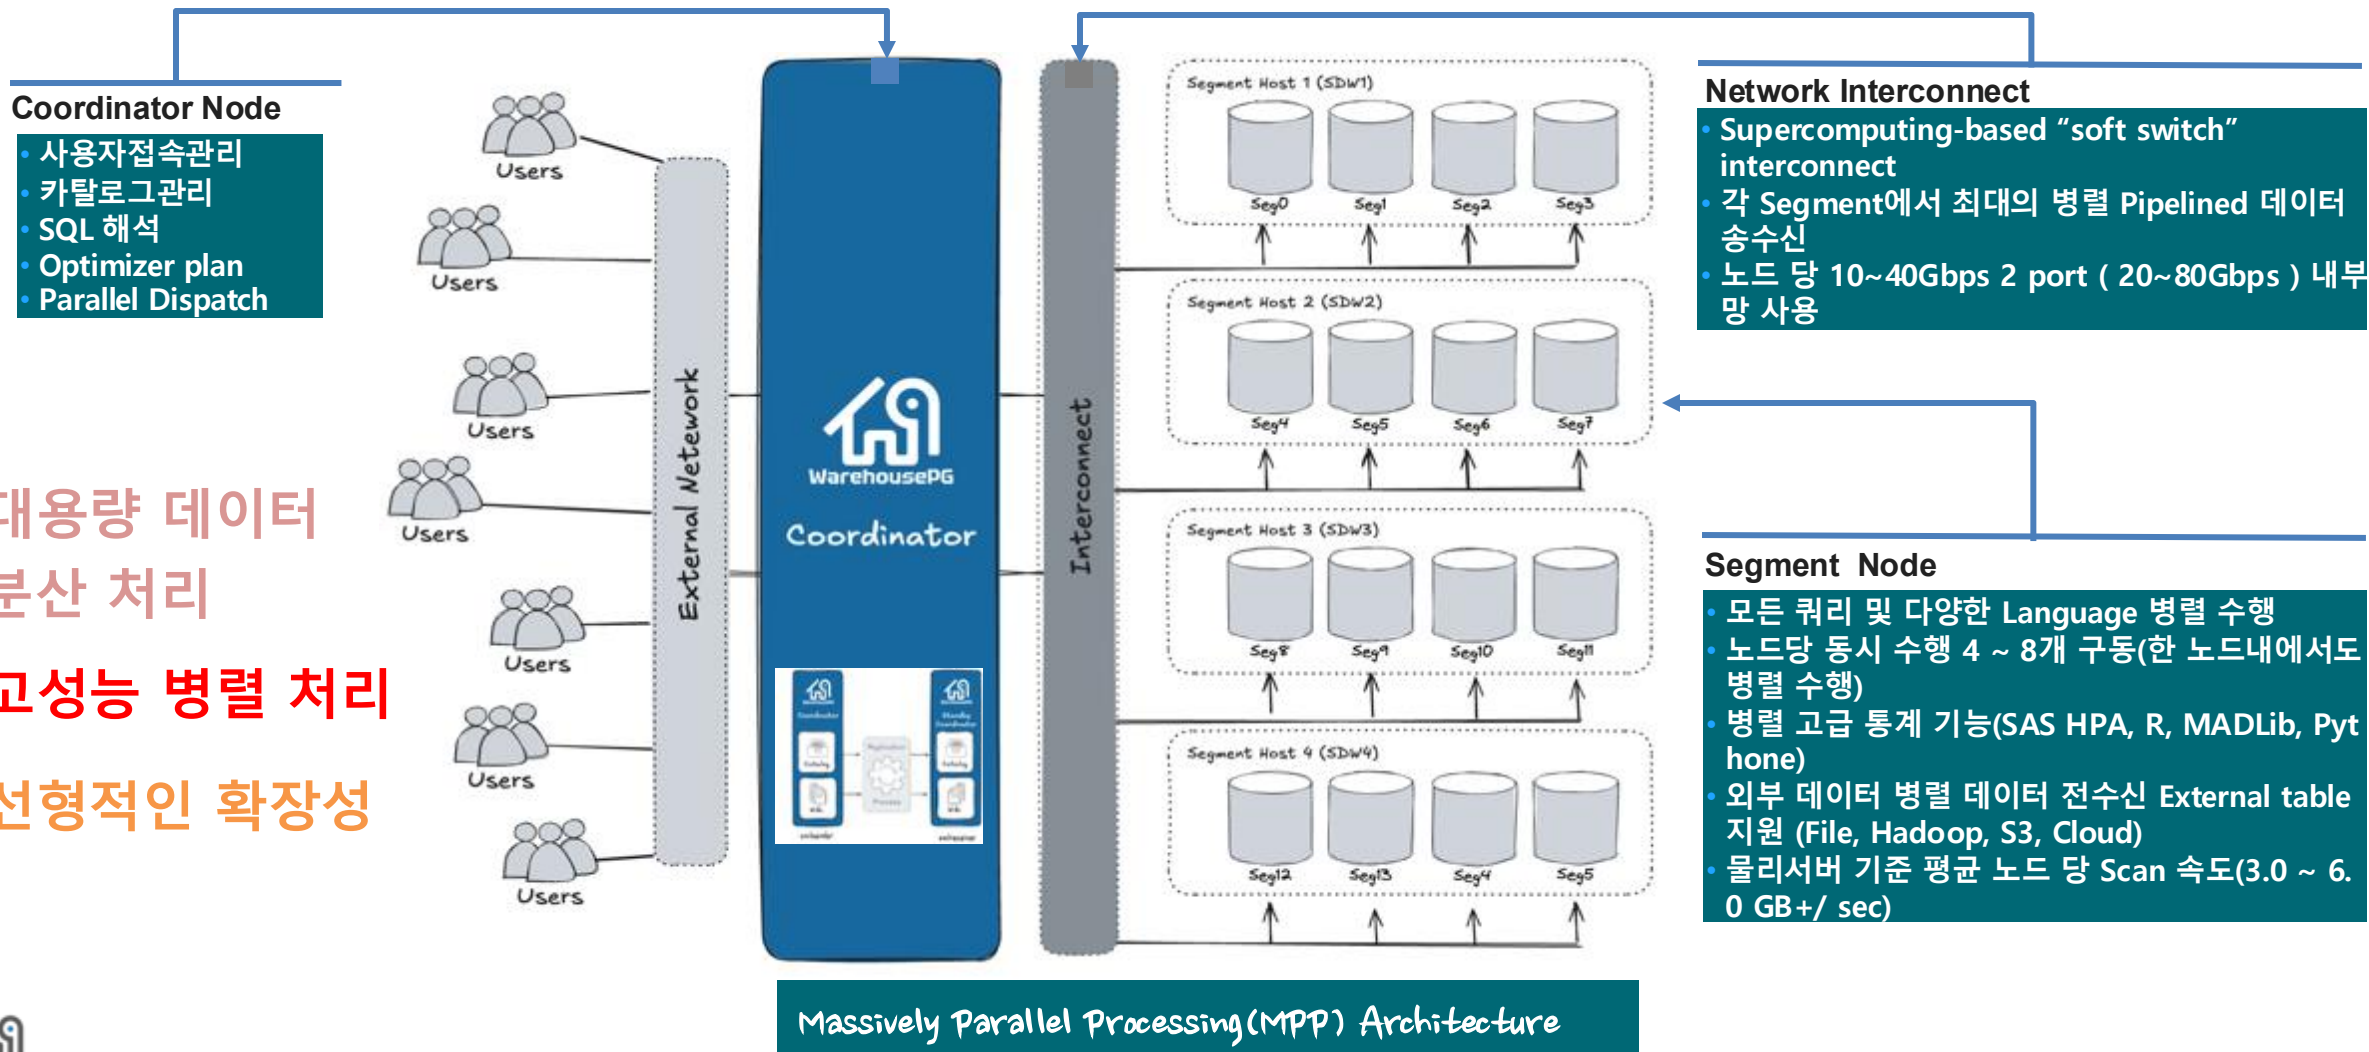 Coordinator Node
• 사용자접속관리
• 카탈로그관리
• SQL 해석
• Optimizer plan
• Parallel Dispatch
대용량 데이터
분산 처리
고성능 병렬 처리
선형적인 확장성
Users
Users
Users
Users
Users
Users
Users
External Netework
WarehousePG
Coordinator
Coordinator
Standby
Coordinator
Process
Interconnect
Segment Host 1 (SDW1)
Seg0 Seg1 Seg2 Seg3
Segment Host 2 (SDW2)
Seg4 Seg5 Seg6 Seg7
Segment Host 3 (SDW3)
Seg8 Seg9 Seg10 Seg11
Segment Host 4 (SDW4)
Seg12 Seg13 Seg4 Seg5
Network Interconnect
• Supercomputing-based “soft switch”
interconnect
• 각 Segment에서 최대의 병렬 Pipelined 데이터
송수신
• 노드 당 10~40Gbps 2 port ( 20~80Gbps ) 내부
망 사용
Segment Node
• 모든 쿼리 및 다양한 Language 병렬 수행
• 노드당 동시 수행 4 ~ 8개 구동(한 노드내에서도
병렬 수행)
• 병렬 고급 통계 기능(SAS HPA, R, MADLib, Pyt
hone)
• 외부 데이터 병렬 데이터 전수신 External table
지원 (File, Hadoop, S3, Cloud)
• 물리서버 기준 평균 노드 당 Scan 속도(3.0 ~ 6.
0 GB+/ sec)
Massively Parallel Processing(MPP) Architecture